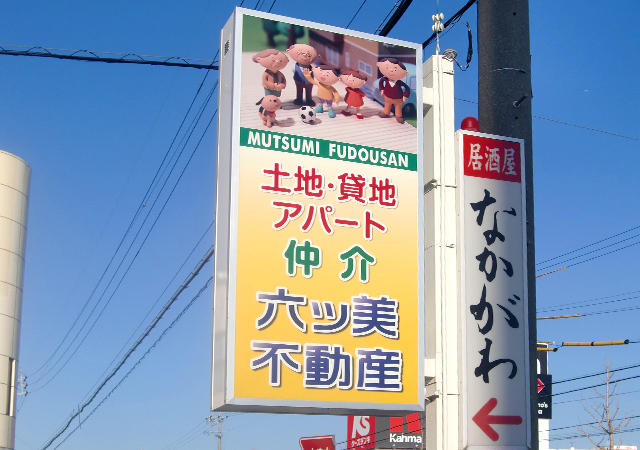 MUTSUMI FUDOUSAN
土地・貸地
アパート
仲介
六ツ美
不動産
居酒屋
なかがわ
Kahma